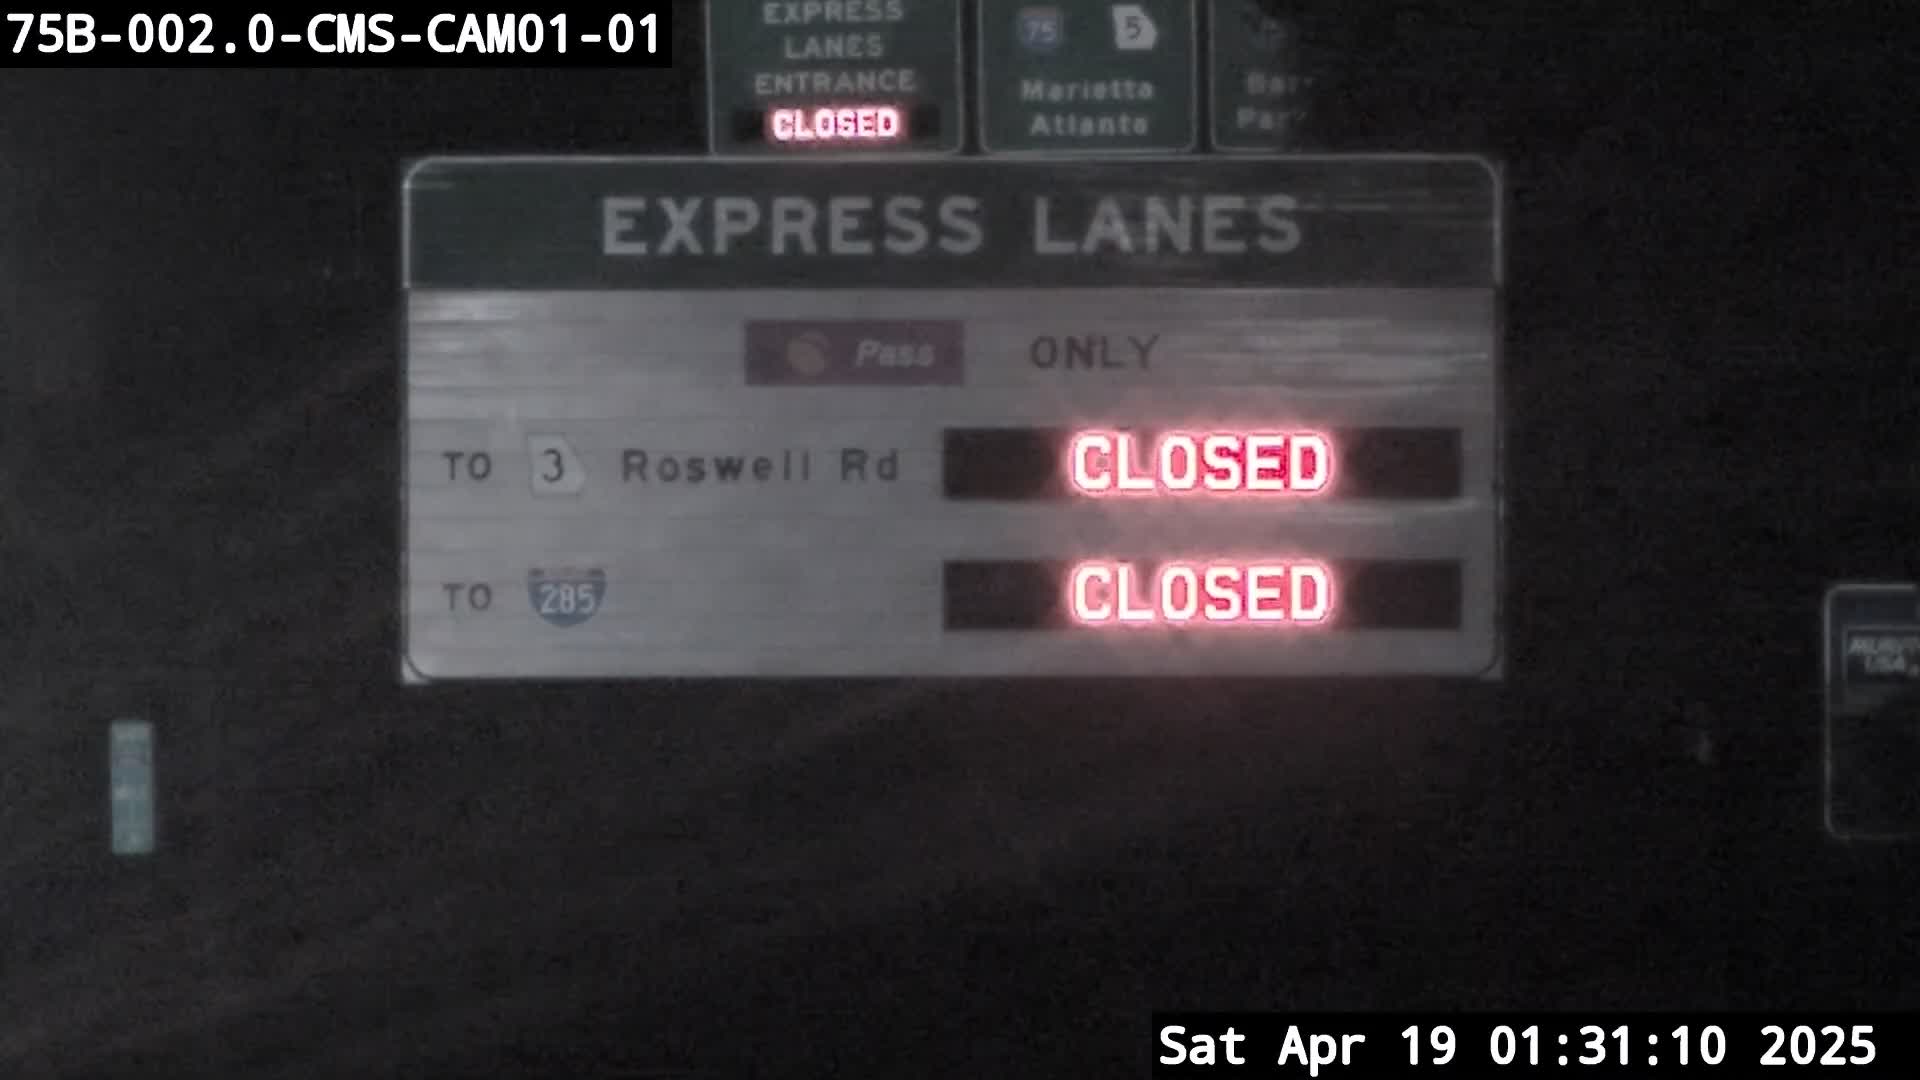 75B-002.0-CMS-CAM01-01
EXPRESS
LANES
ENTRANCE
CLOSED
75 5
Marietta
Atlanta
EXPRESS LANES
Pass ONLY
TO 3 Roswell Rd CLOSED
TO 285 CLOSED
USA
Sat Apr 19 01:31:10 2025